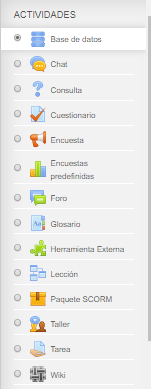 ACTIVIDADES
Base de datos
Chat
Consulta
Cuestionario
Encuesta
Encuestas
predefinidas
Foro
Glosario
Herramienta Externa
Lección
Paquete SCORM
Taller
Tarea
Wiki